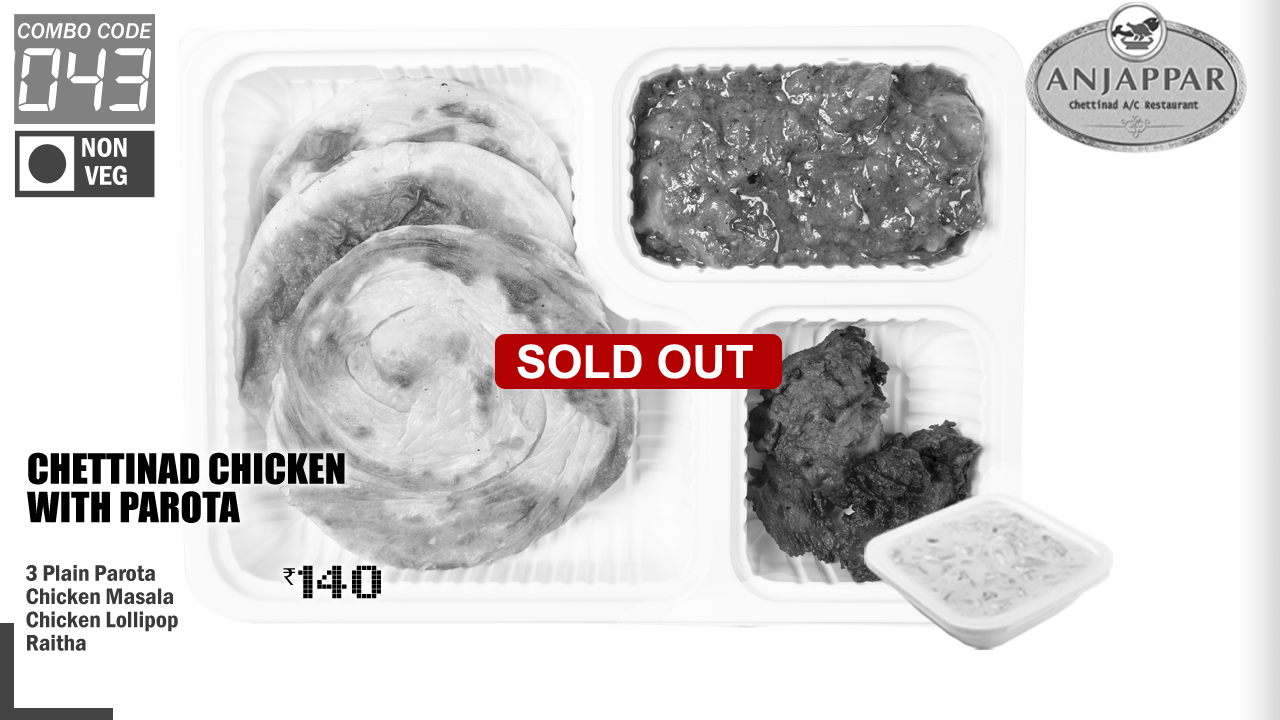 COMBO CODE
043
NON
VEG
ANJAPPAR
Chettinad A/C Restaurant
SOLD OUT
CHETTINAD CHICKEN
WITH PAROTA
₹140
3 Plain Parota
Chicken Masala
Chicken Lollipop
Raitha